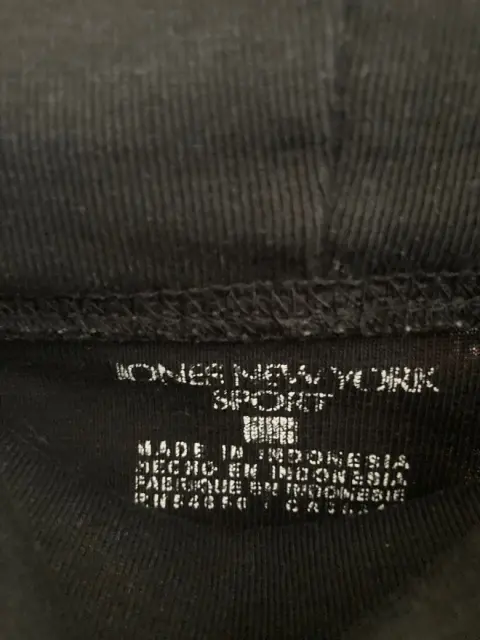 JONES NEW YORK
SPORT
MADE IN INDONESIA
HECHO EN INDONESIA
FABRIQUE EN INDONESIE